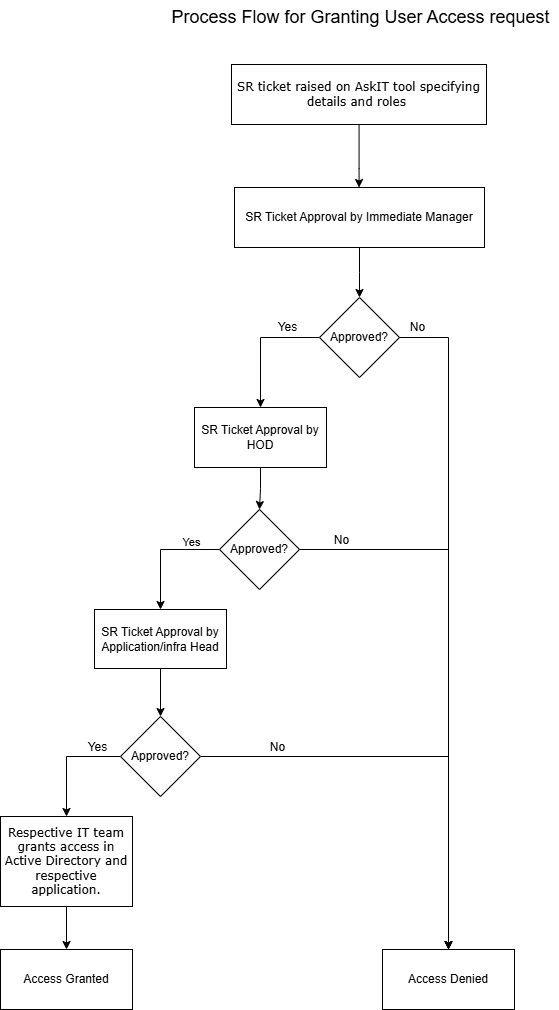 Process Flow for Granting User Access request
SR ticket raised on AskIT tool specifying
details and roles
SR Ticket Approval by Immediate Manager
Yes
Approved?
No
SR Ticket Approval by
HOD
Yes
Approved?
No
SR Ticket Approval by
Application/infra Head
Yes
Approved?
No
Respective IT team
grants access in
Active Directory and
respective
application.
Access Granted
Access Denied